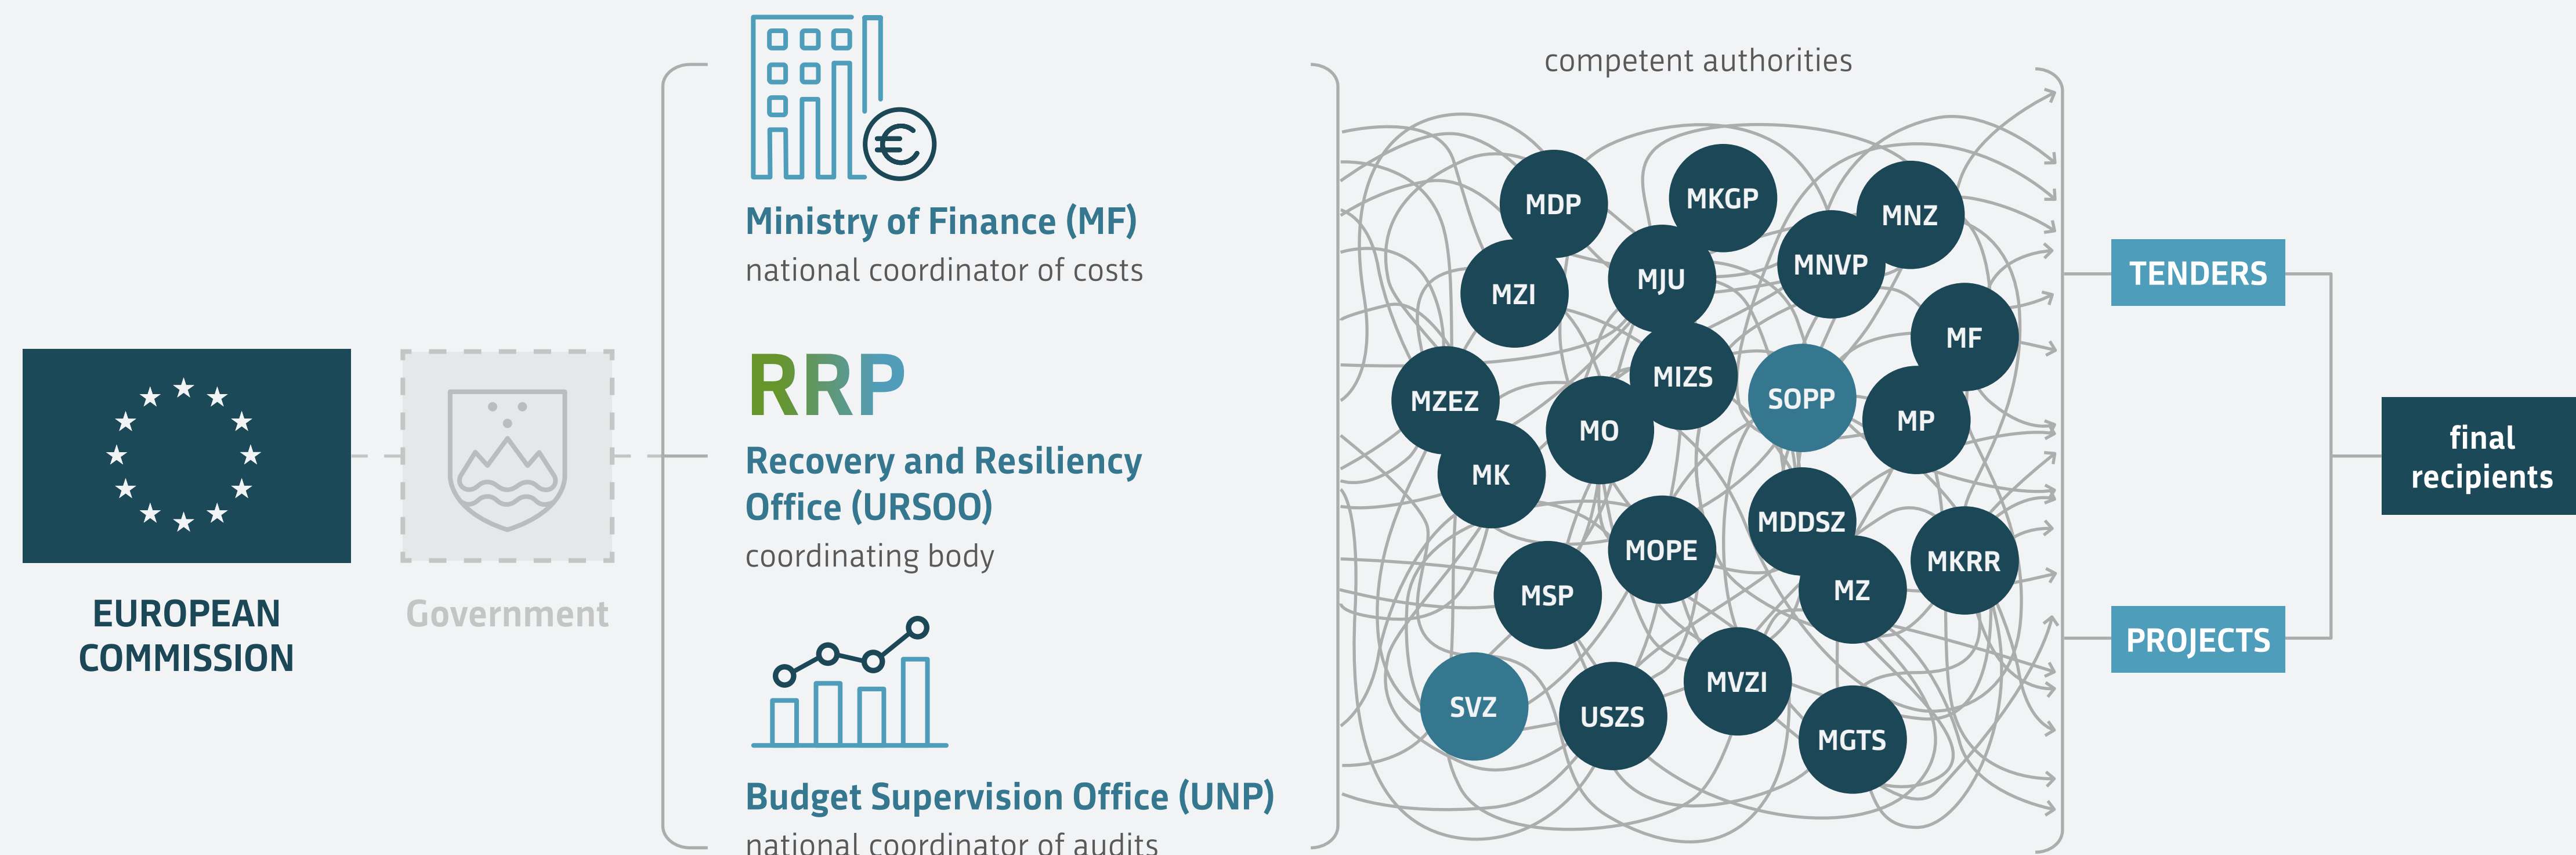 EUROPEAN
COMMISSION
Government
€
Ministry of Finance (MF)
national coordinator of costs
RRP
Recovery and Resiliency
Office (URSOO)
coordinating body
Budget Supervision Office (UNP)
national coordinator of audits
competent authorities
MDP
MKGP
MNZ
MZI
MJU
MNVP
MF
MZEZ
MIZS
SOPP
MO
MP
MK
MDDSZ
MOPE
MKRR
MSP
MZ
SVZ
USZS
MVZI
MGTS
TENDERS
PROJECTS
final
recipients